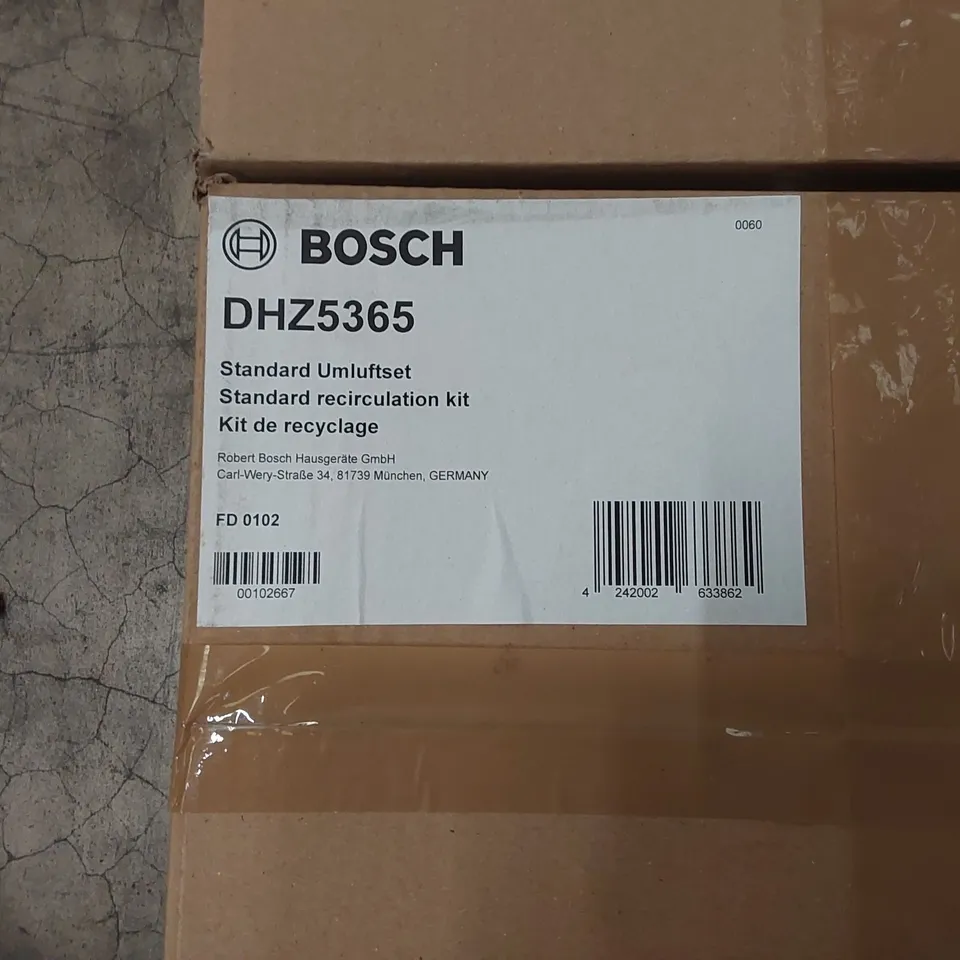 BOSCH
0060
DHZ5365
Standard Umluftset
Standard recirculation kit
Kit de recyclage
Robert Bosch Hausgeräte GmbH
Carl-Wery-Straße 34, 81739 München, GERMANY
FD 0102
00102667
4 242002 633862